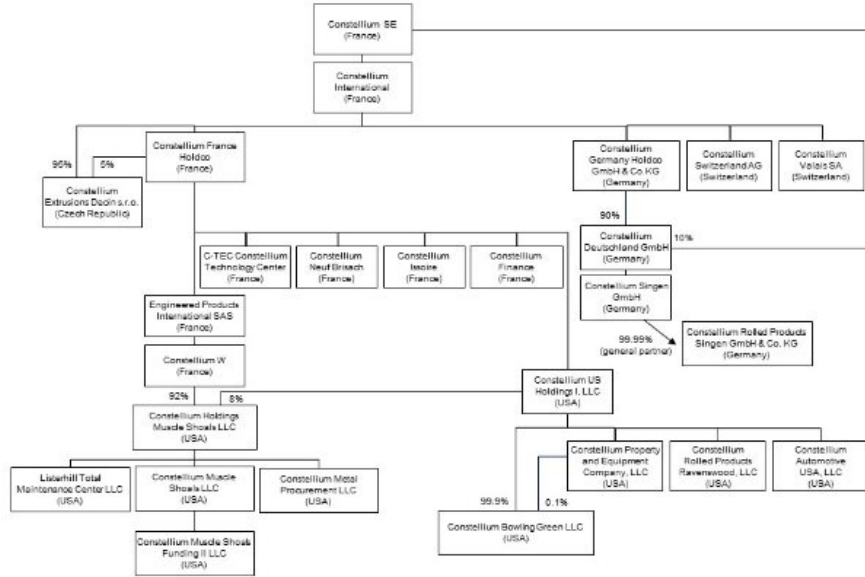 Constellium SE
(France)
Constellium
International
(France)
Constellium France
Holdco
(France)
Constellium
Germany Holdco
GmbH & Co. KG
(Germany)
Constellium
Switzerland AG
(Switzerland)
Constellium
Valais SA
(Switzerland)
95%
5%
Constellium
Extrusions Decin s.r.o.
(Czech Republic)
90%
Constellium
Deutschland GmbH
(Germany)
10%
C-TEC Constellium
Technology Center
(France)
Constellium
Neuf Brisach
(France)
Constellium
Issoire
(France)
Constellium
Finance
(France)
Constellium Singen
GmbH
(Germany)
Engineered Products
International SAS
(France)
99.99%
(general partner)
Constellium Rolled Products
Singen GmbH & Co. KG
(Germany)
Constellium W
(France)
Constellium US
Holdings I, LLC
(USA)
92%
8%
Constellium Holdings
Muscle Shoals LLC
(USA)
Constellium Property
and Equipment
Company, LLC
(USA)
Constellium
Rolled Products
Ravenswood, LLC
(USA)
Constellium
Automotive
USA, LLC
(USA)
Listerhill Total
Maintenance Center LLC
(USA)
Constellium Muscle
Shoals LLC
(USA)
Constellium Metal
Procurement LLC
(USA)
99.9%
0.1%
Constellium Bowling Green LLC
(USA)
Constellium Muscle Shoals
Funding II LLC
(USA)